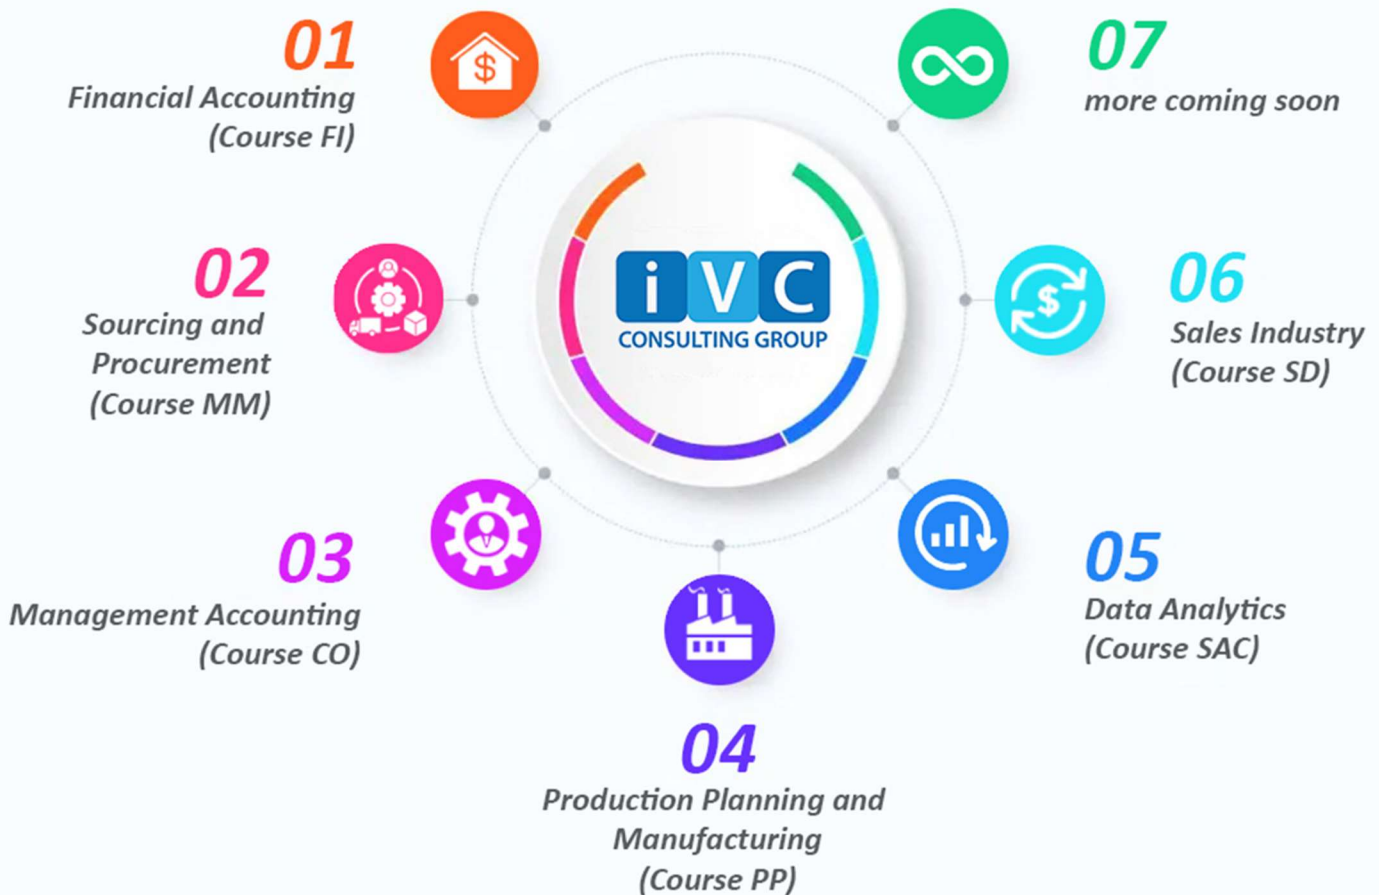 01
Financial Accounting
(Course FI)
02
Sourcing and
Procurement
(Course MM)
03
Management Accounting
(Course CO)
04
Production Planning and
Manufacturing
(Course PP)
05
Data Analytics
(Course SAC)
06
Sales Industry
(Course SD)
07
more coming soon
iVC
CONSULTING GROUP
$
$